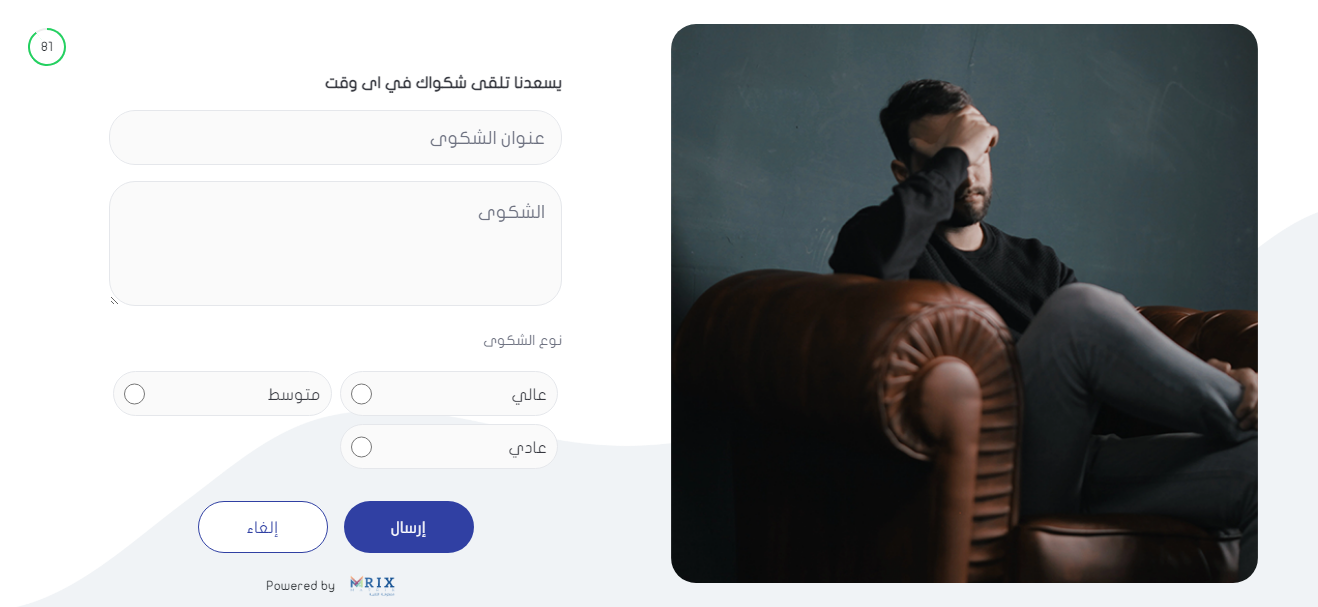 81
يسعدنا تلقى شكواك في اى وقت
عنوان الشكوى
الشكوى
نوع الشكوى
عالي
متوسط
عادي
إرسال
إلغاء
Powered by MRIX